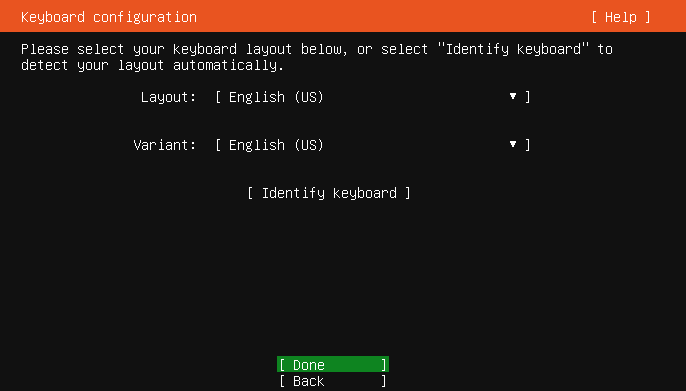 Keyboard configuration [ Help ]
Please select your keyboard layout below, or select "Identify keyboard" to
detect your layout automatically.
Layout: [ English (US) ▾ ]
Variant: [ English (US) ▾ ]
[ Identify keyboard ]
[ Done ]
[ Back ]